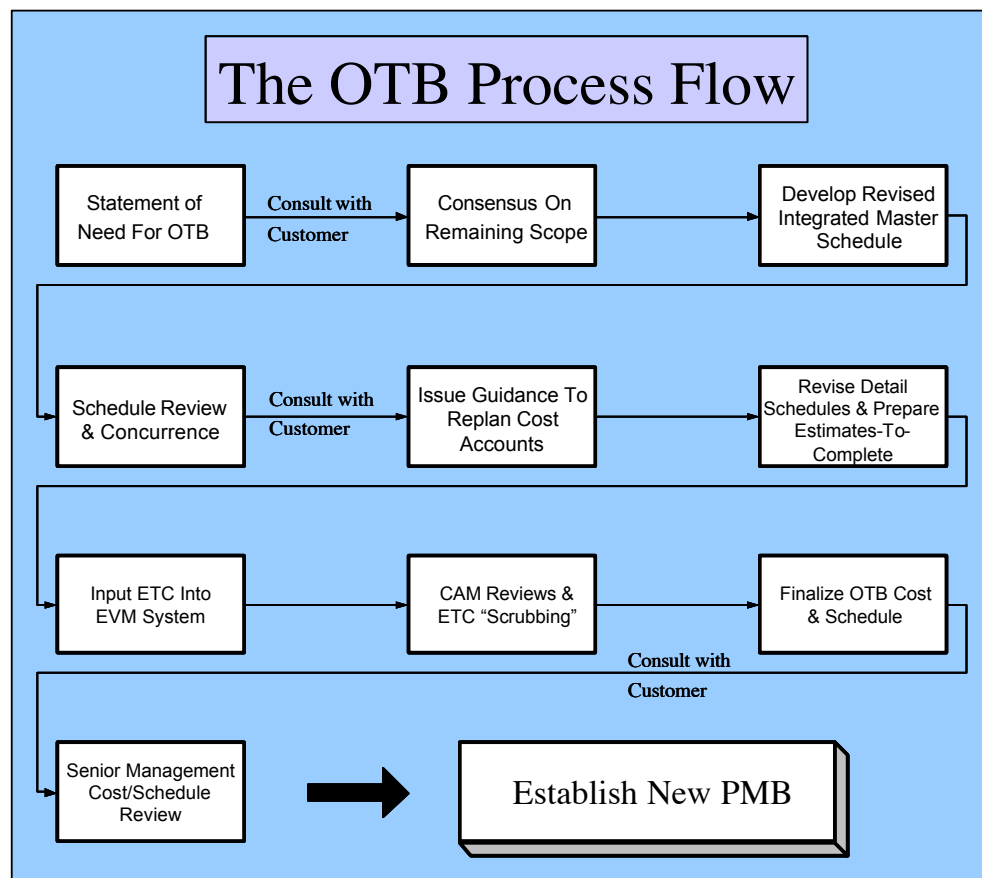 The OTB Process Flow
Statement of
Need For OTB
Consult with
Customer
Consensus On
Remaining Scope
Develop Revised
Integrated Master
Schedule
Schedule Review
& Concurrence
Consult with
Customer
Issue Guidance To
Replan Cost
Accounts
Revise Detail
Schedules & Prepare
Estimates-To-
Complete
Input ETC Into
EVM System
CAM Reviews &
ETC “Scrubbing”
Finalize OTB Cost
& Schedule
Consult with
Customer
Senior Management
Cost/Schedule
Review
Establish New PMB